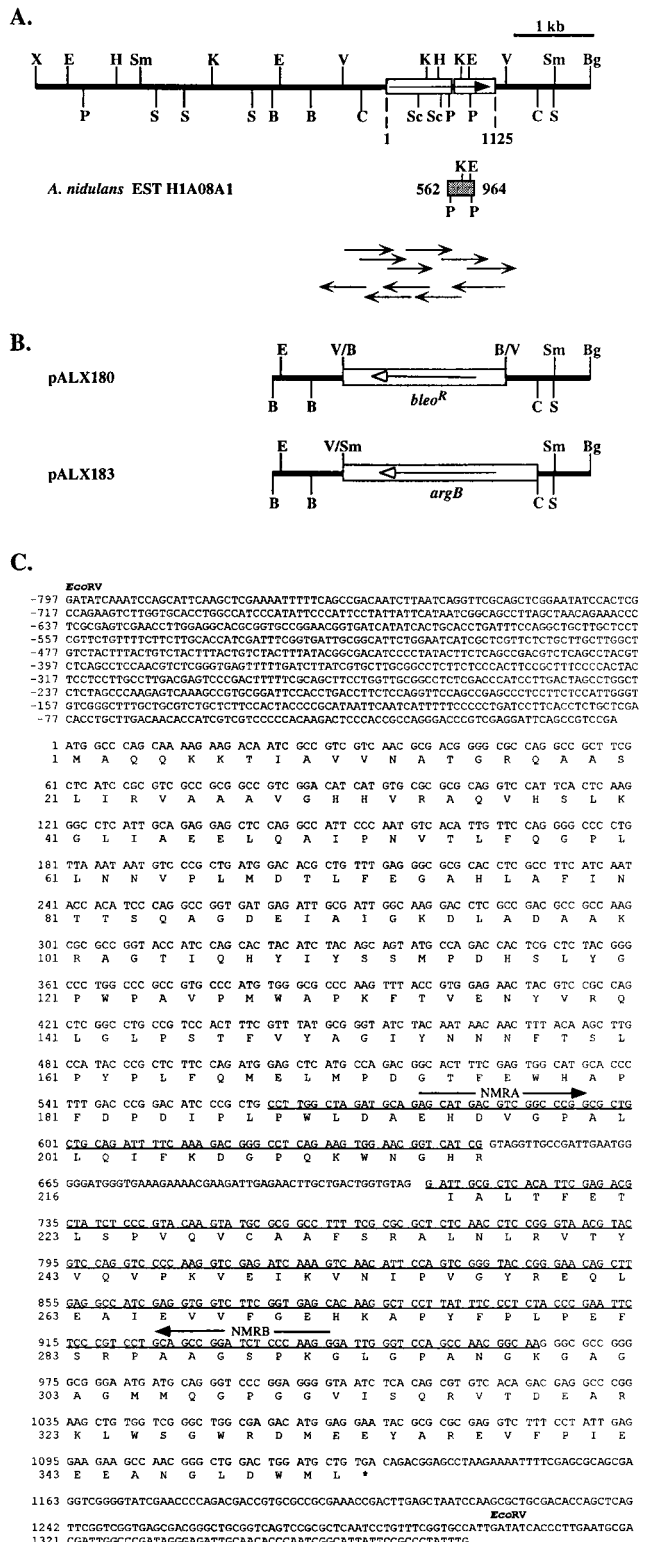 A.
1 kb
X E H Sm K E V K H K E V Sm Bg
P S S S B B C Sc Sc P P C S
1 1125
K E
A. nidulans EST H1A08A1 562 964
P P
B.
E V/B B/V Sm Bg
pALX180
B B bleoR C S
E V/Sm Sm Bg
pALX183
B B argB C S
C.
EcoRV
-797 GATATCAAATCCAGCATTCAAGCTCGAAAATTTTTCAGCCGACAATCTTAATCAGGTTCGCAGCTCGGAATATCCACTCG
-717 CCAGAAGTCTTGGTGCACCTGGCCATCCCATATTCCCATTCCTATTATTCATAATCGGCAGCCTTAGCTAACAGAAACCC
-637 TCGCGAGTCGAACCTTGGAGGCACGCGGTGCCGGAACGGTGATCATATCACTGCACCTGATTTCCAGGCTGCTTGCTCCT
-557 CGTTCTGTTTTCTTCTTGCACCATCGATTTCGGTGATTGCGGCATTCTGGAATCATCGCTCGTTCTCTGCTTGCTTGGCT
-477 GTCTACTTTACTGTCTACTTTACTGTCTACTTTATACGGCGACATCCCCTATACTTCTCAGCCGACGTCTCAGCCTACGT
-397 CTCAGCCTCCAACGTCTCGGGTGAGTTTTTGATCTTATCGTGCTTGCGGCCTCTTCTCCCACTTCCGCTTTCCCCACTAC
-317 TCCTCCTTGCCTTGACGAGTCCCGACTTTTTCGCAGCTTCCTGGTTGCGGCCTCTCGACCCATCCTTGACTAGCCTGGCT
-237 CTCTAGCCCAAGAGTCAAAGCCGTGCGGATTCCACCTGACCTTCTCCAGGTTCCAGCCGAGCCCTCCTTCTCCATTGGGT
-157 GTCGGGCTTTGCTGCGTCTGCTCTTCCACTACCCCGCATAATTCAATCATTTTTCCCCCTGATCCTTCACCTCTGCTCGA
-77 CACCTGCTTGACAACACCATCGTCGTCCCCCACAAGACTCCCACCGCCAGGGACCCGTCGAGGATTCAGCCGTCCGA
1 ATG GCC CAG CAA AAG AAG ACA ATC GCC GTC GTC AAC GCG ACG GGG CGC CAG GCC GCT TCG
1 M A Q Q K K T I A V V N A T G R Q A A S
61 CTC ATC CGC GTC GCC GCG GCC GTC GGA CAT CAT GTG CGC GCG CAG GTC CAT TCA CTC AAG
21 L I R V A A A V G H H V R A Q V H S L K
121 GGC CTC ATT GCA GAG GAG CTC CAG GCC ATT CCC AAT GTC ACA TTG TTC CAG GGG CCC CTG
41 G L I A E E L Q A I P N V T L F Q G P L
181 TTA AAT AAT GTC CCG CTG ATG GAC ACG CTG TTT GAG GGC GCG CAC CTC GCC TTC ATC AAT
61 L N N V P L M D T L F E G A H L A F I N
241 ACC ACA TCC CAG GCC GGT GAT GAG ATT GCG ATT GGC AAG GAC CTC GCC GAC GCC GCC AAG
81 T T S Q A G D E I A I G K D L A D A A K
301 CGC GCC GGT ACC ATC CAG CAC TAC ATC TAC AGC AGT ATG CCA GAC CAC TCG CTC TAC GGG
101 R A G T I Q H Y I Y S S M P D H S L Y G
361 CCC TGG CCC GCC GTG CCC ATG TGG GCG CCC AAG TTT ACC GTG GAG AAC TAC GTC CGC CAG
121 P W P A V P M W A P K F T V E N Y V R Q
421 CTC GGC CTG CCG TCC ACT TTC GTT TAT GCG GGT ATC TAC AAT AAC AAC TTT ACA AGC TTG
141 L G L P S T F V Y A G I Y N N N F T S L
481 CCA TAC CCG CTC TTC CAG ATG GAG CTC ATG CCA GAC GGC ACT TTC GAG TGG CAT GCA CCC
161 P Y P L F Q M E L M P D G T F E W H A P
NMRA
541 TTT GAC CCG GAC ATC CCG CTG CCT TGG CTA GAT GCA GAG CAT GAC GTC GGC CCG GCG CTG
181 F D P D I P L P W L D A E H D V G P A L
601 CTG CAG ATT TTC AAA GAC GGG CCT CAG AAG TGG AAC GGT CAT CG GTAGGTTGCCGATTGAATGG
201 L Q I F K D G P Q K W N G H R
665 GGGATGGGTGAAAGAAAACGAAGATTGAGAACTTGCTGACTGGTGTAG G ATT GCG CTC ACA TTC GAG ACG
216 I A L T F E T
735 CTA TCT CCC GTA CAA GTA TGC GCG GCC TTT TCG CGC GCT CTC AAC CTC CGG GTA ACG TAC
223 L S P V Q V C A A F S R A L N L R V T Y
795 GTC CAG GTC CCC AAG GTC GAG ATC AAA GTC AAC ATT CCA GTC GGG TAC CGG GAA CAG CTT
243 V Q V P K V E I K V N I P V G Y R E Q L
855 GAG GCC ATC GAG GTG GTC TTC GGT GAG CAC AAG GCT CCT TAT TTC CCT CTA CCC GAA TTC
263 E A I E V V F G E H K A P Y F P L P E F
NMRB
915 TCC CGT CCT GCA GCC GGA TCT CCC AAG GGA TTG GGT CCA GCC AAC GGC AAG GGC GCC GGG
283 S R P A A G S P K G L G P A N G K G A G
975 GCG GGA ATG ATG CAG GGT CCC GGA GGG GTA ATC TCA CAG CGT GTC ACA GAC GAG GCC CGG
303 A G M M Q G P G G V I S Q R V T D E A R
1035 AAG CTG TGG TCG GGC TGG CGA GAC ATG GAG GAA TAC GCG CGC GAG GTC TTT CCT ATT GAG
323 K L W S G W R D M E E Y A R E V F P I E
1095 GAA GAA GCC AAC GGG CTG GAC TGG ATG CTG TGA CAGACGGAGCCTAAGAAAATTTTCGAGCGCAGCGA
343 E E A N G L D W M L *
1163 GGTCGGGGTATCGAACCCCAGACGACCGTGCGCCGCGAAACCGACTTGAGCTAATCCAAGCGCTGCGACACCAGCTCAG
EcoRV
1242 TTCGGTCGGTGAGCGACGGGCTGCGGTCAGTCCGCGCTCAATCCTGTTTCGGTGCCATTGATATCACCCTTGAATGCGA
1321 CGATTGGCCCGATAGGGAGATTGCAACACCCAATCGGCATTATTCCGCCCTATTTG